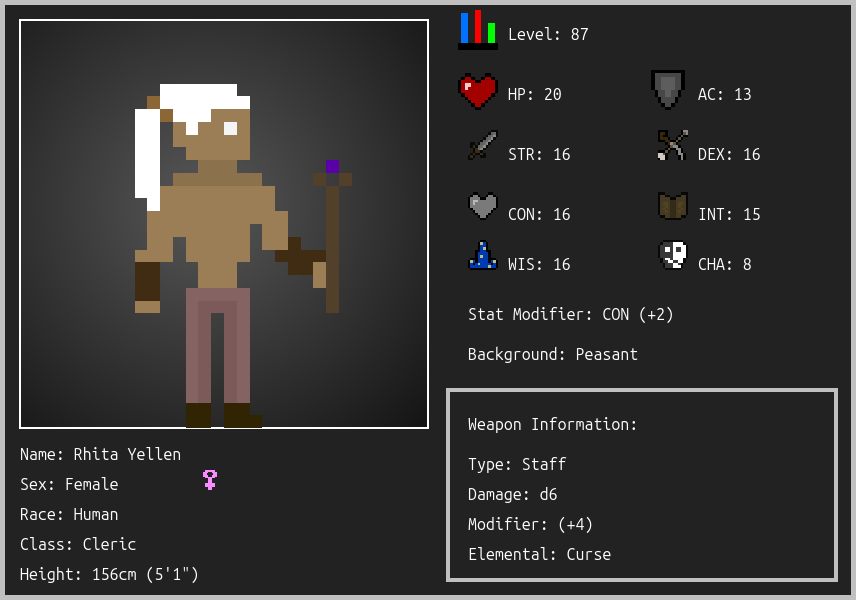 Level: 87
HP: 20
AC: 13
STR: 16
DEX: 16
CON: 16
INT: 15
WIS: 16
CHA: 8
Stat Modifier: CON (+2)
Background: Peasant
Weapon Information:
Type: Staff
Damage: d6
Modifier: (+4)
Elemental: Curse
Name: Rhita Yellen
Sex: Female
Race: Human
Class: Cleric
Height: 156cm (5'1")